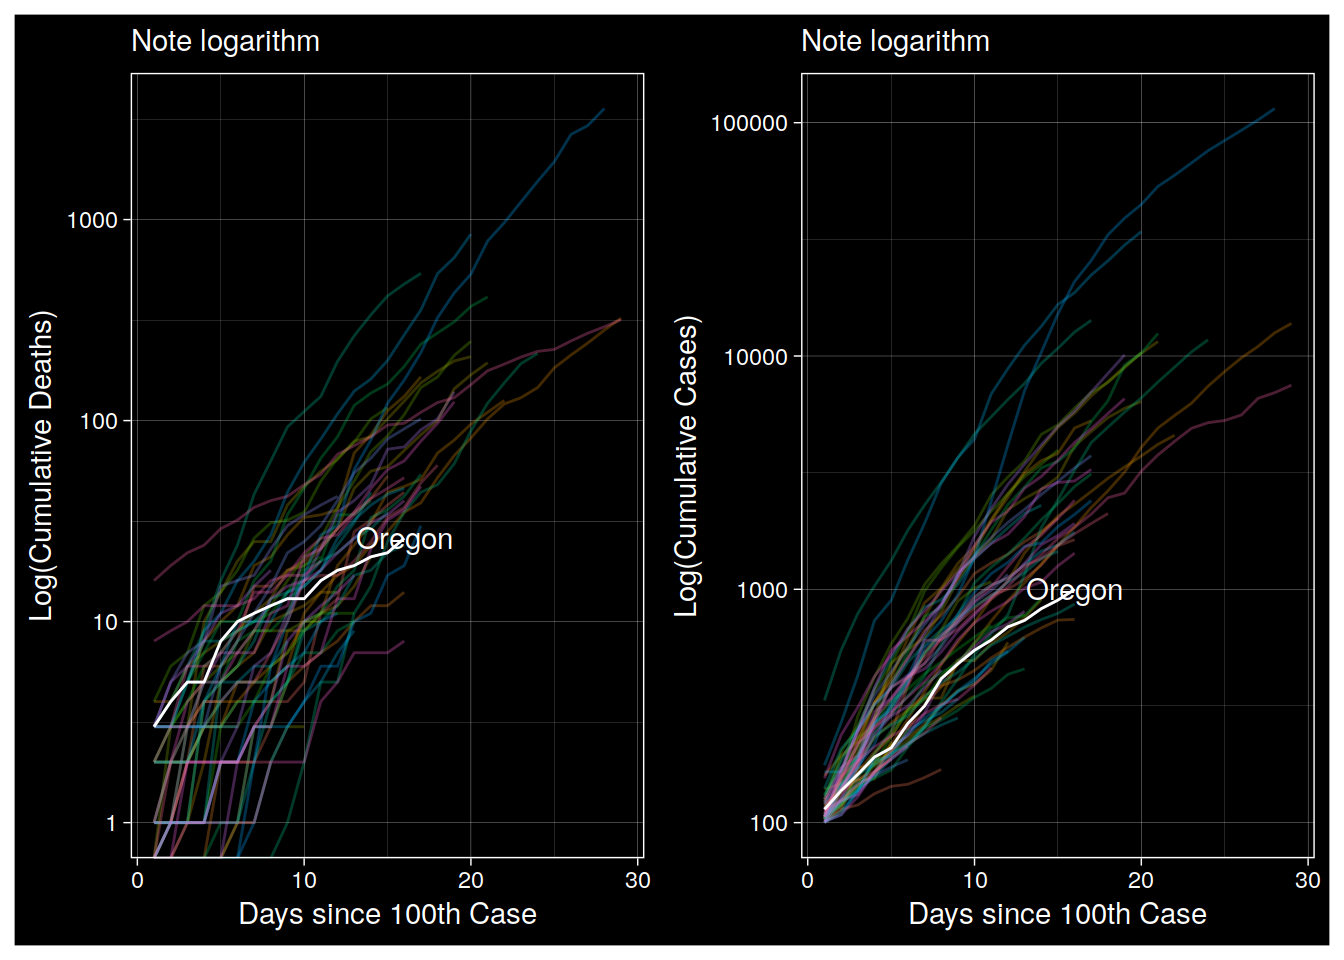 Note logarithm
Log(Cumulative Deaths)
1000
100
10
1
Oregon
0 10 20 30
Days since 100th Case
Note logarithm
Log(Cumulative Cases)
100000
10000
1000
100
Oregon
0 10 20 30
Days since 100th Case